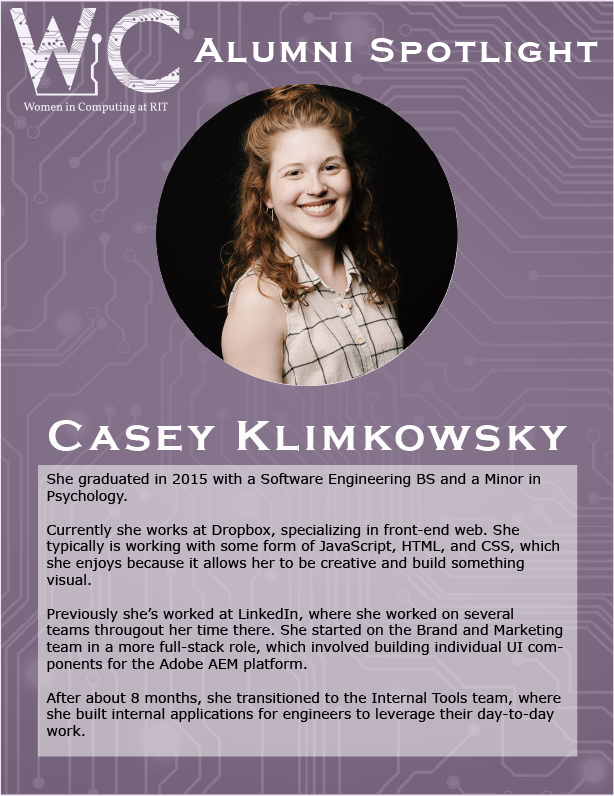 WiC
Alumni Spotlight
Women in Computing at RIT
Casey Klimkowsky
She graduated in 2015 with a Software Engineering BS and a Minor in
Psychology.
Currently she works at Dropbox, specializing in front-end web. She
typically is working with some form of JavaScript, HTML, and CSS, which
she enjoys because it allows her to be creative and build something
visual.
Previously she’s worked at LinkedIn, where she worked on several
teams througout her time there. She started on the Brand and Marketing
team in a more full-stack role, which involved building individual UI com-
ponents for the Adobe AEM platform.
After about 8 months, she transitioned to the Internal Tools team, where
she built internal applications for engineers to leverage their day-to-day
work.